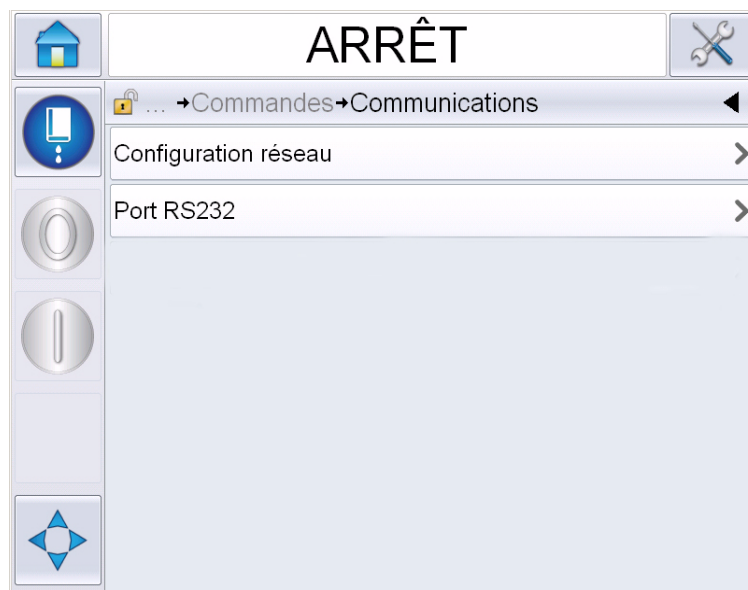 ARRÊT
... →Commandes→Communications
Configuration réseau
Port RS232